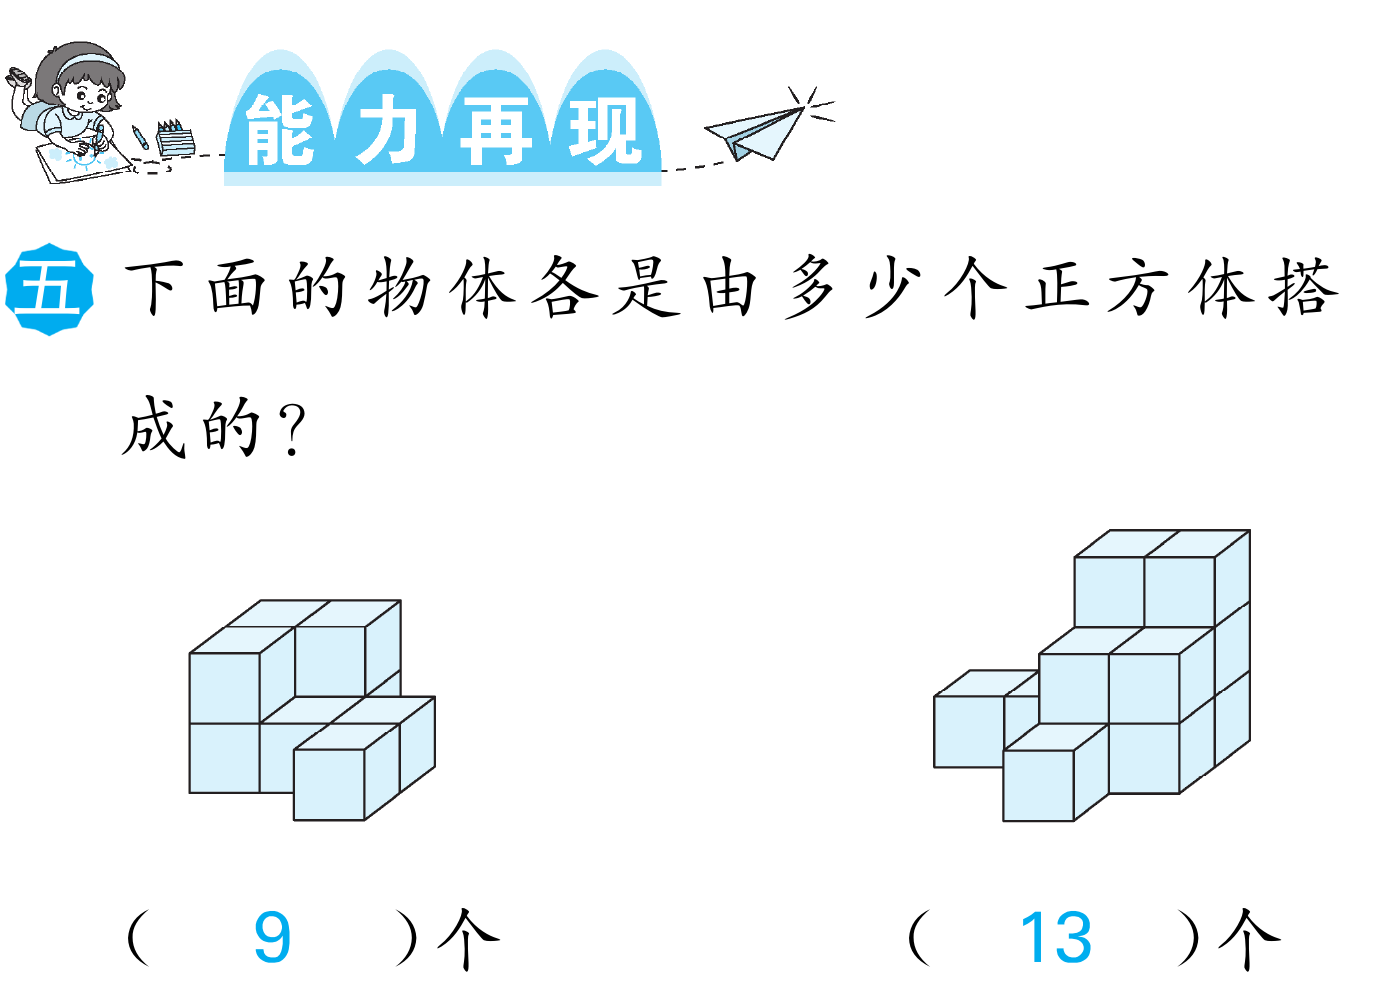 能力再现
五 下面的物体各是由多少个正方体搭
成的?
( 9 )个 ( 13 )个